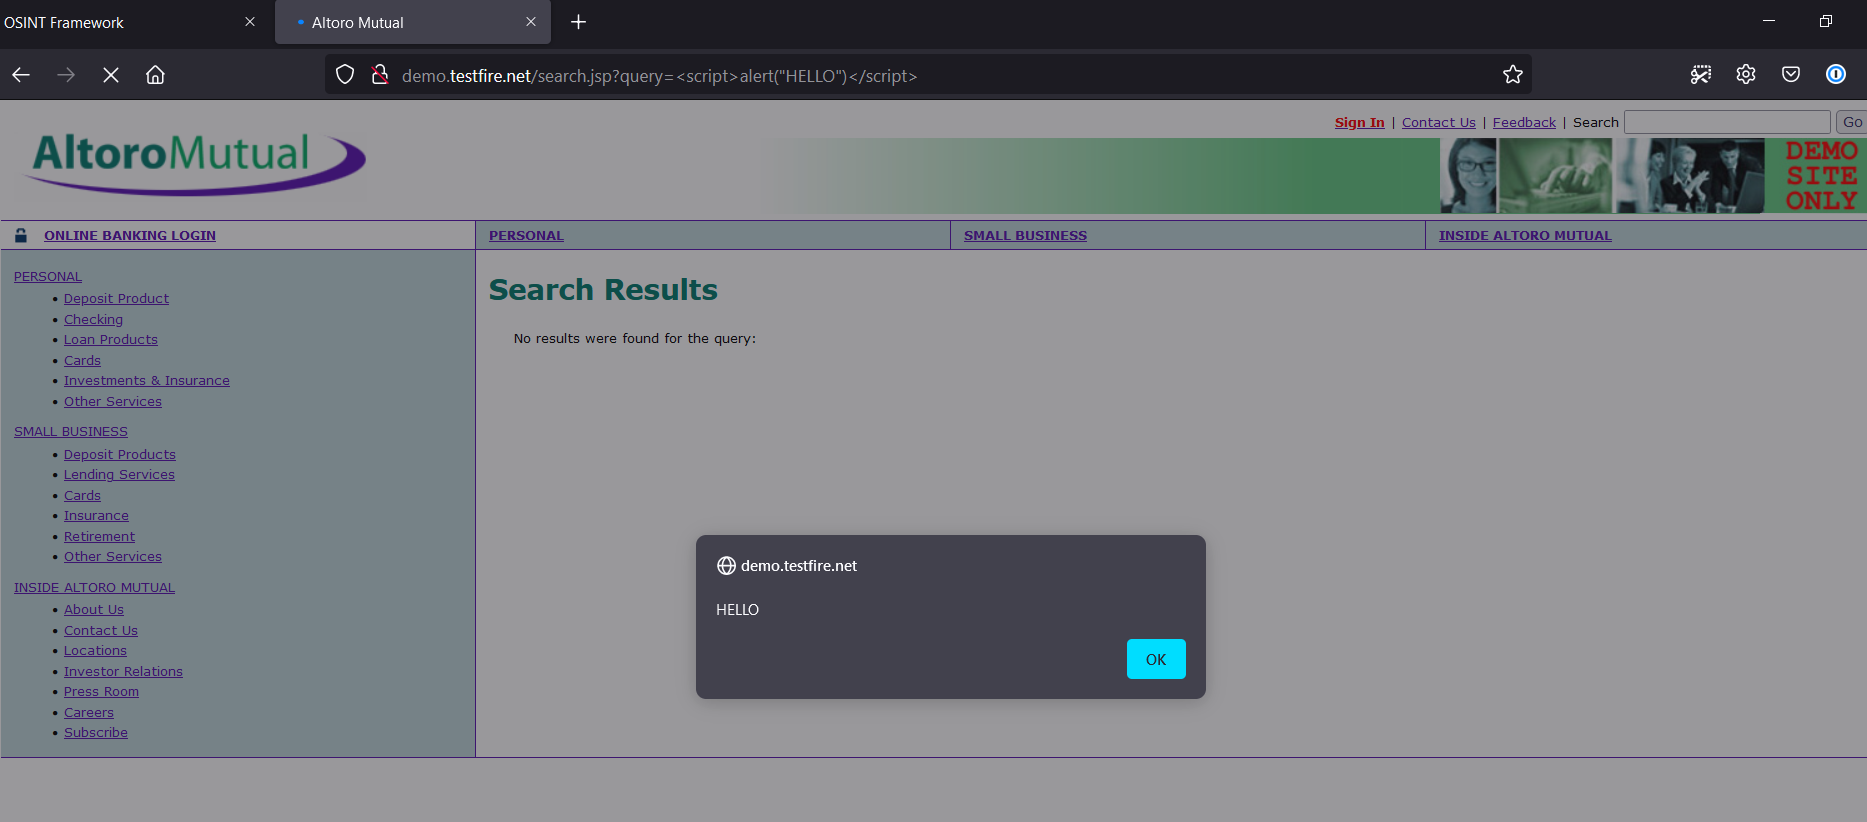 OSINT Framework
Altoro Mutual
demo.testfire.net/search.jsp?query=<script>alert("HELLO")</script>
Sign In | Contact Us | Feedback | Search Go
AltoroMutual
DEMO
SITE
ONLY
ONLINE BANKING LOGIN
PERSONAL
SMALL BUSINESS
INSIDE ALTORO MUTUAL
PERSONAL
Deposit Product
Checking
Loan Products
Cards
Investments & Insurance
Other Services
SMALL BUSINESS
Deposit Products
Lending Services
Cards
Insurance
Retirement
Other Services
INSIDE ALTORO MUTUAL
About Us
Contact Us
Locations
Investor Relations
Press Room
Careers
Subscribe
Search Results
No results were found for the query:
demo.testfire.net
HELLO
OK